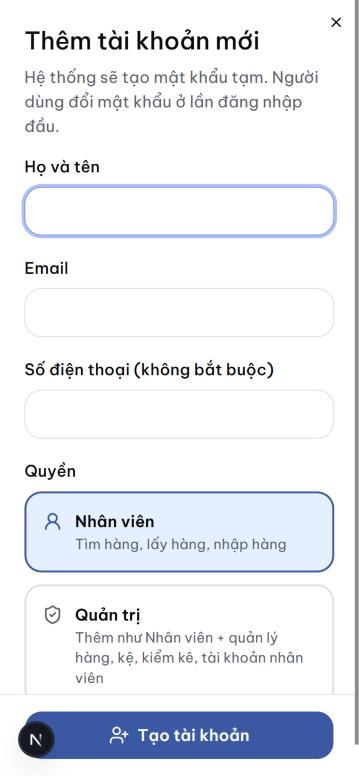 Thêm tài khoản mới
Hệ thống sẽ tạo mật khẩu tạm. Người
dùng đổi mật khẩu ở lần đăng nhập
đầu.
Họ và tên
Email
Số điện thoại (không bắt buộc)
Quyền
Nhân viên
Tìm hàng, lấy hàng, nhập hàng
Quản trị
Thêm như Nhân viên + quản lý
hàng, kệ, kiểm kê, tài khoản nhân
viên
N
Tạo tài khoản